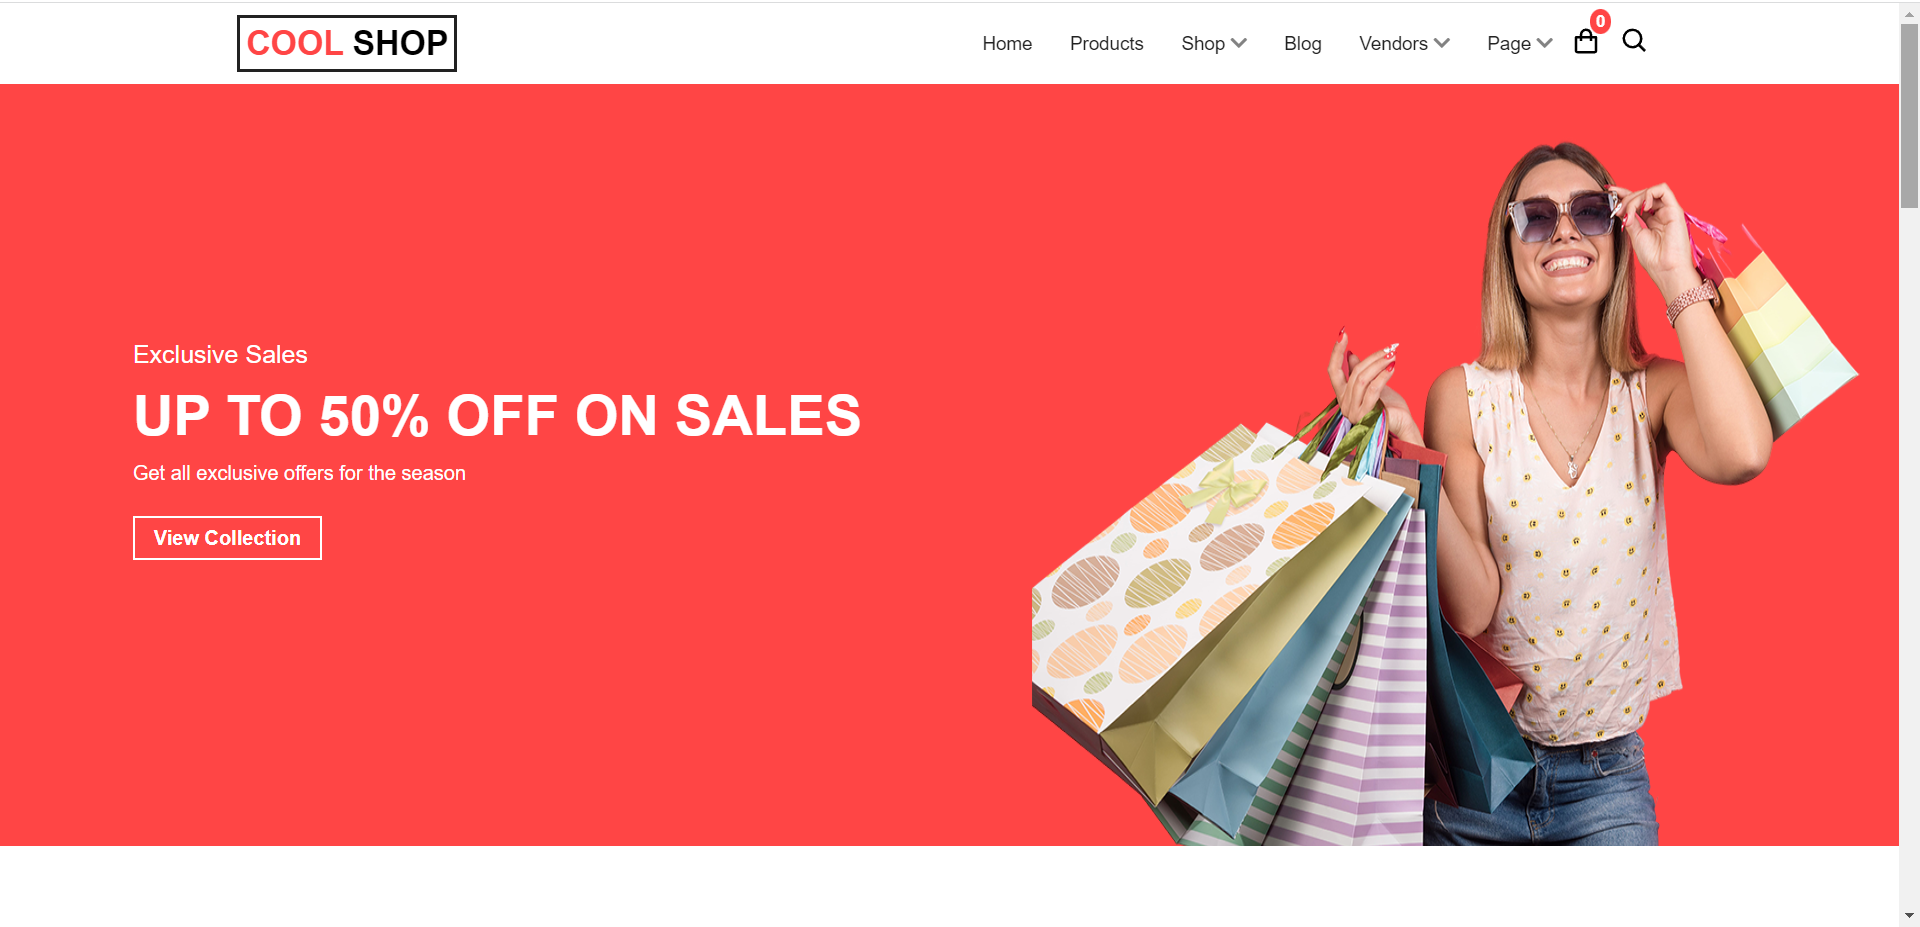 COOL SHOP
Home Products Shop Blog Vendors Page 0
Exclusive Sales
UP TO 50% OFF ON SALES
Get all exclusive offers for the season
View Collection